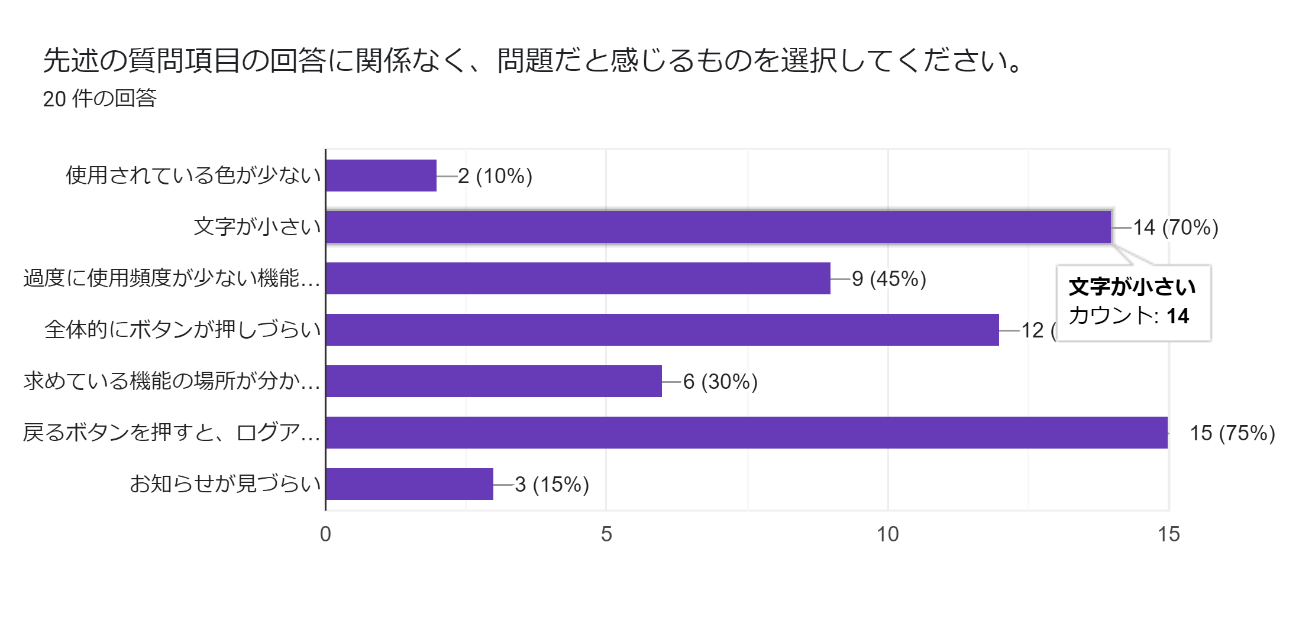 先述の質問項目の回答に関係なく、問題だと感じるものを選択してください。
20 件の回答
使用されている色が少ない
2 (10%)
文字が小さい
14 (70%)
過度に使用頻度が少ない機能…
9 (45%)
文字が小さい
カウント: 14
全体的にボタンが押しづらい
12 (
求めている機能の場所が分か…
6 (30%)
戻るボタンを押すと、ログア…
15 (75%)
お知らせが見づらい
3 (15%)
0 5 10 15